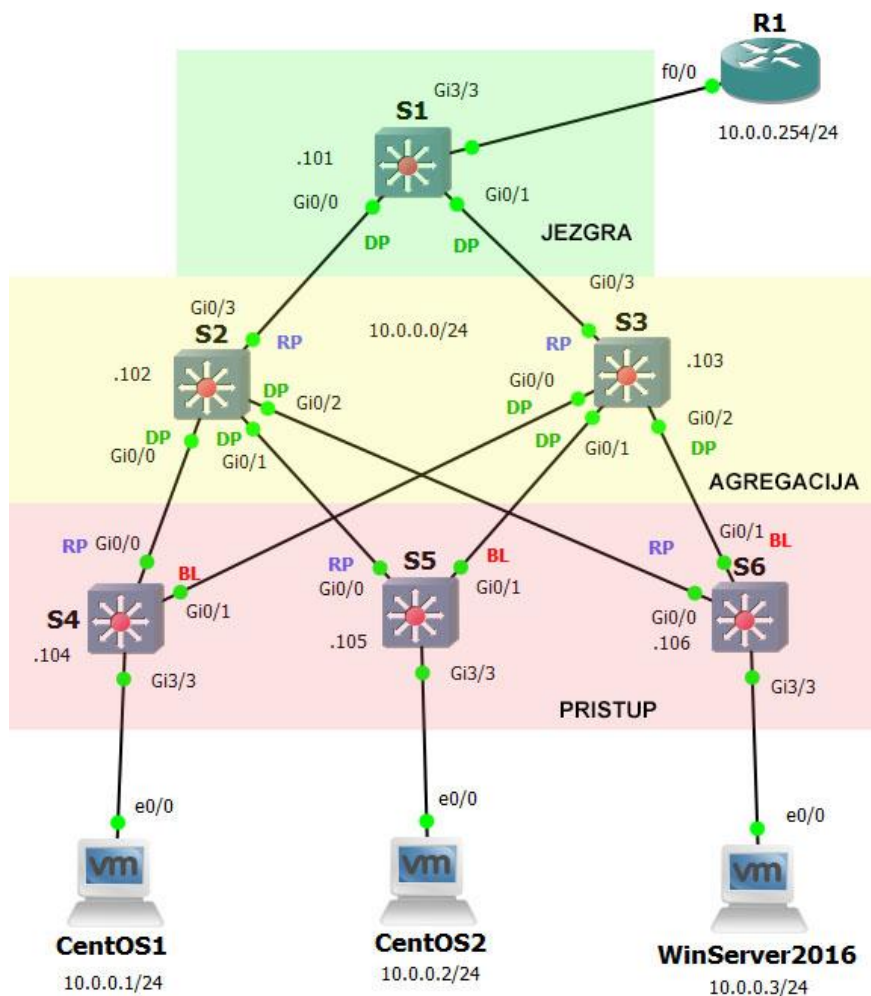 R1
f0/0
10.0.0.254/24
Gi3/3
S1
.101
Gi0/0
Gi0/1
DP
DP
JEZGRA
Gi0/3
Gi0/3
S2
10.0.0.0/24
S3
RP
RP
.102
.103
Gi0/0
DP
Gi0/2
DP
Gi0/2
DP
DP
DP
Gi0/0
Gi0/1
Gi0/1
DP
AGREGACIJA
RP
Gi0/0
BL
RP
BL
RP
Gi0/1
BL
S5
S6
Gi0/1
Gi0/0
Gi0/1
Gi0/0
S4
.104
.105
.106
Gi3/3
Gi3/3
Gi3/3
PRISTUP
e0/0
e0/0
e0/0
vm
vm
vm
CentOS1
CentOS2
WinServer2016
10.0.0.1/24
10.0.0.2/24
10.0.0.3/24